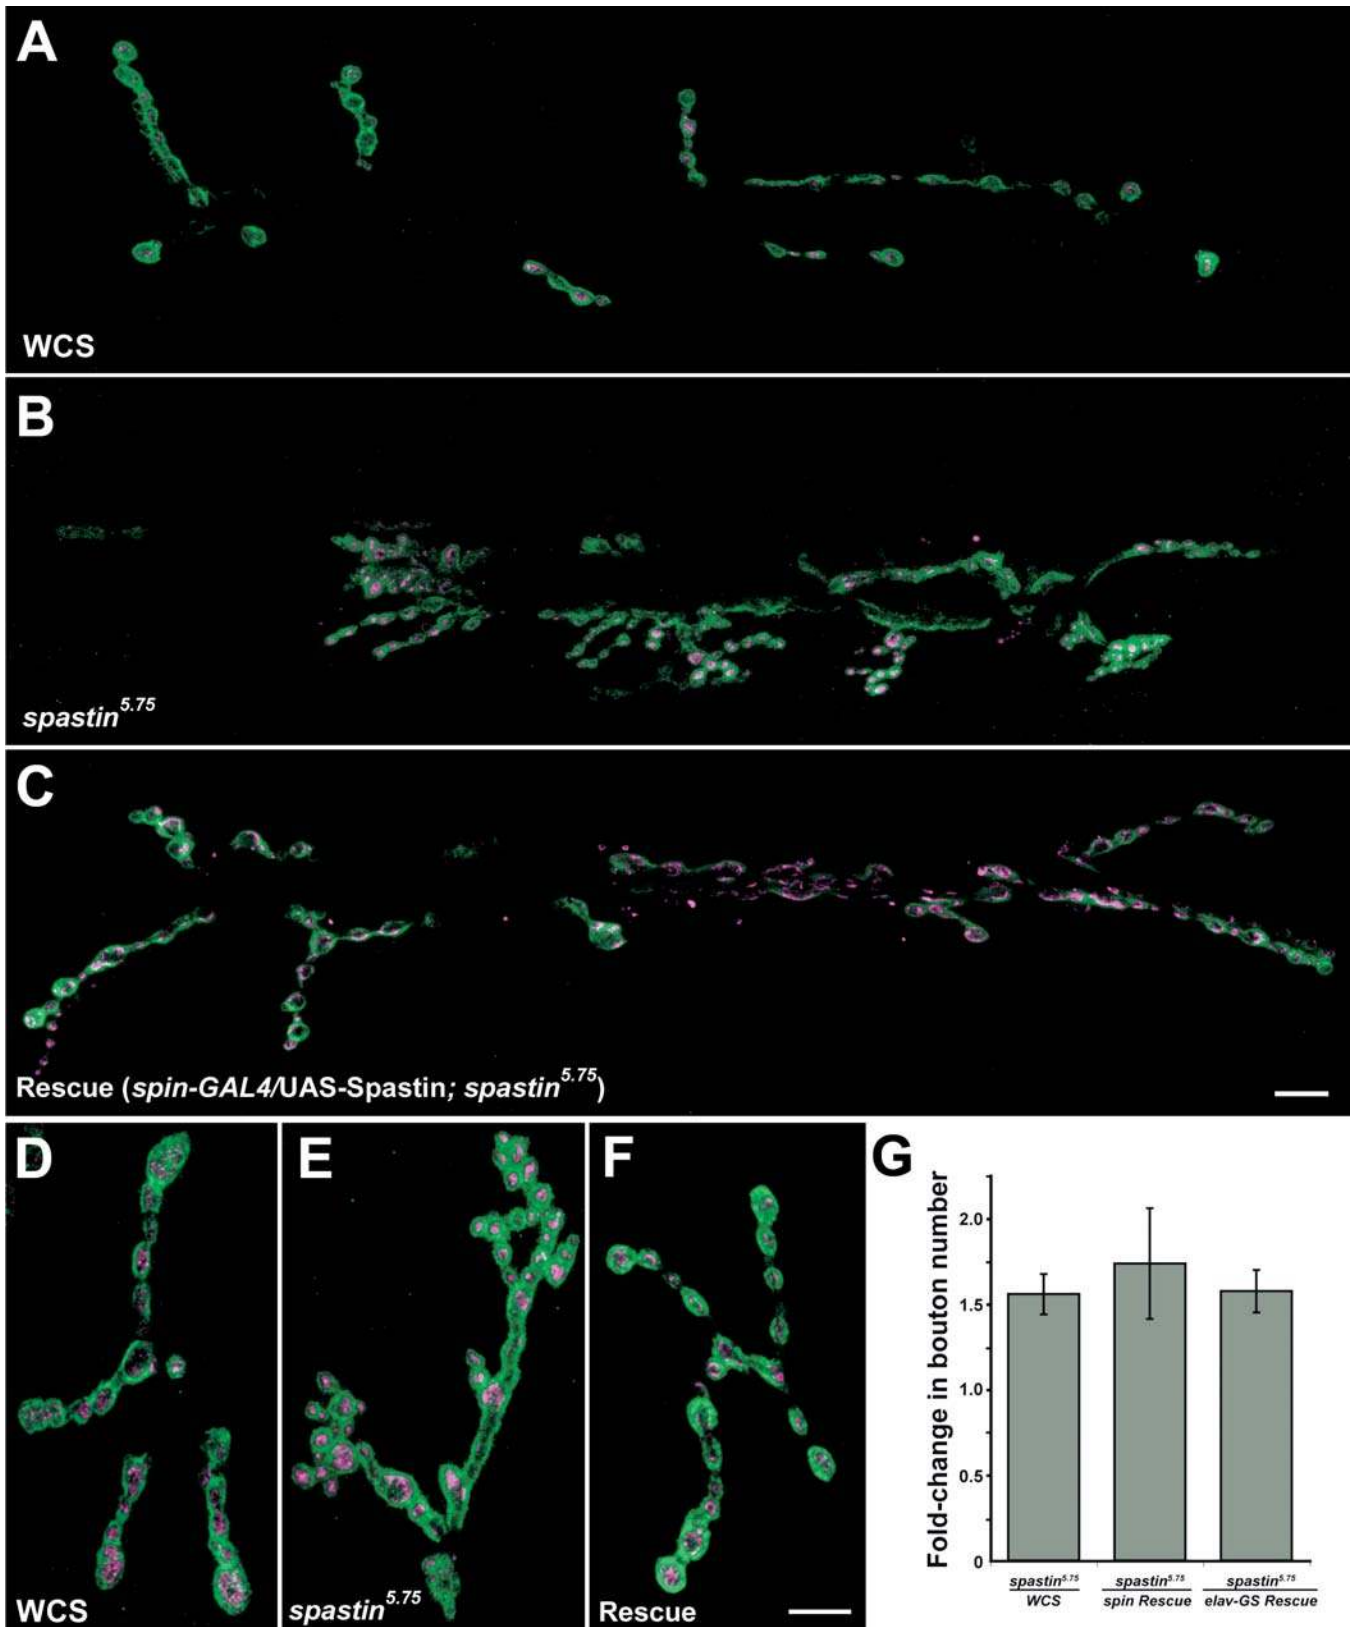 A
WCS
B
spastin5.75
C
Rescue (spin-GAL4/UAS-Spastin; spastin5.75)
D
WCS
E
spastin5.75
F
Rescue
G
Fold-change in bouton number
2.0
1.5
1.0
0.5
0
spastin5.75
WCS
spastin5.75
spin Rescue
spastin5.75
elav-GS Rescue